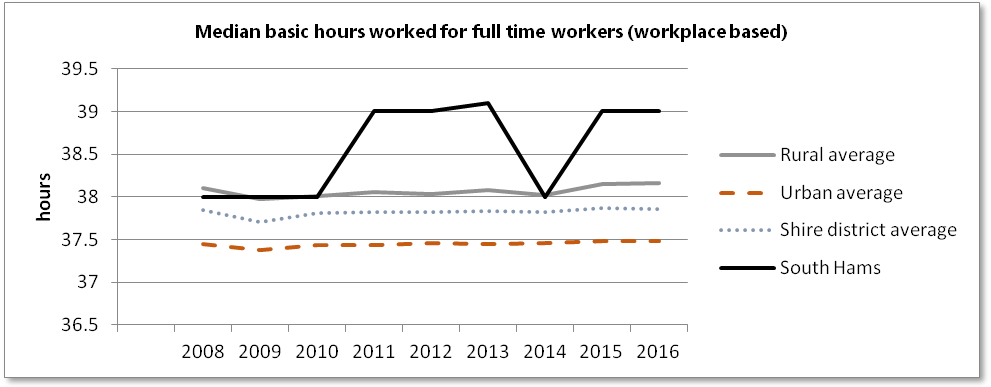 Median basic hours worked for full time workers (workplace based)
39.5
39
38.5
38
37.5
37
36.5
hours
2008 2009 2010 2011 2012 2013 2014 2015 2016
Rural average
Urban average
Shire district average
South Hams